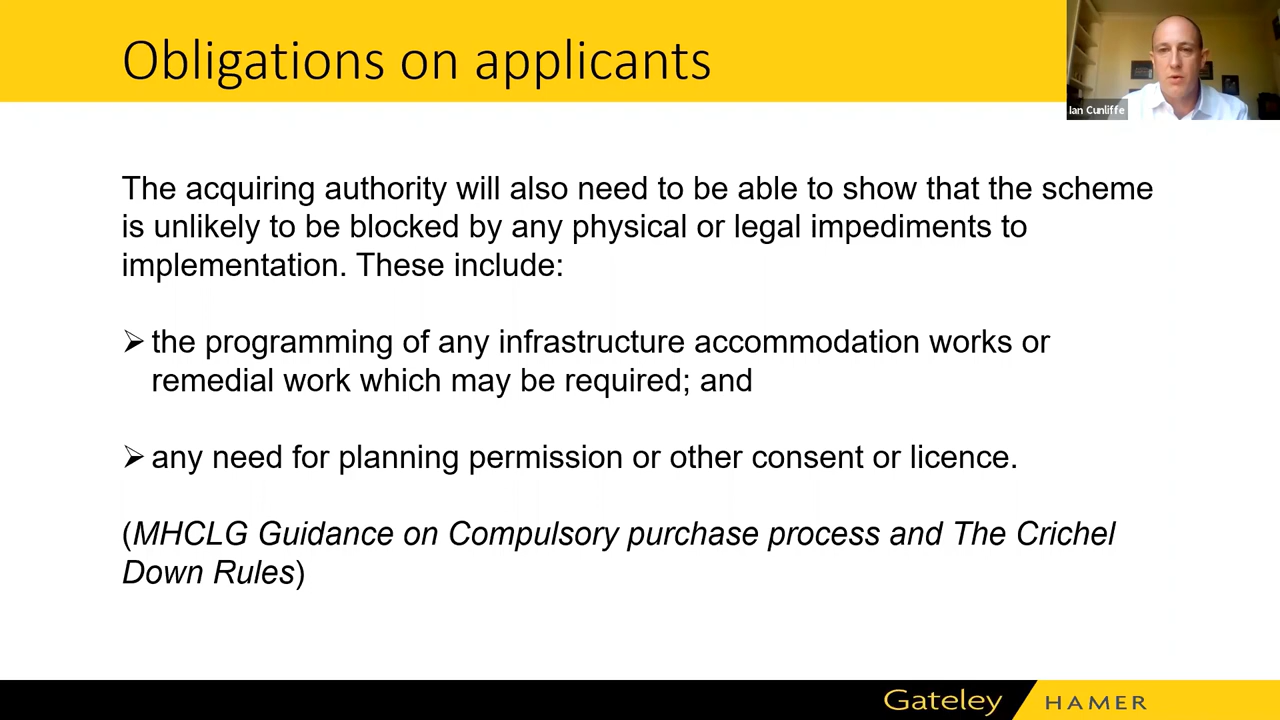 Obligations on applicants
Ian Cunliffe
The acquiring authority will also need to be able to show that the scheme
is unlikely to be blocked by any physical or legal impediments to
implementation. These include:
➢ the programming of any infrastructure accommodation works or
remedial work which may be required; and
➢ any need for planning permission or other consent or licence.
(MHCLG Guidance on Compulsory purchase process and The Crichel
Down Rules)
Gateley HAMER